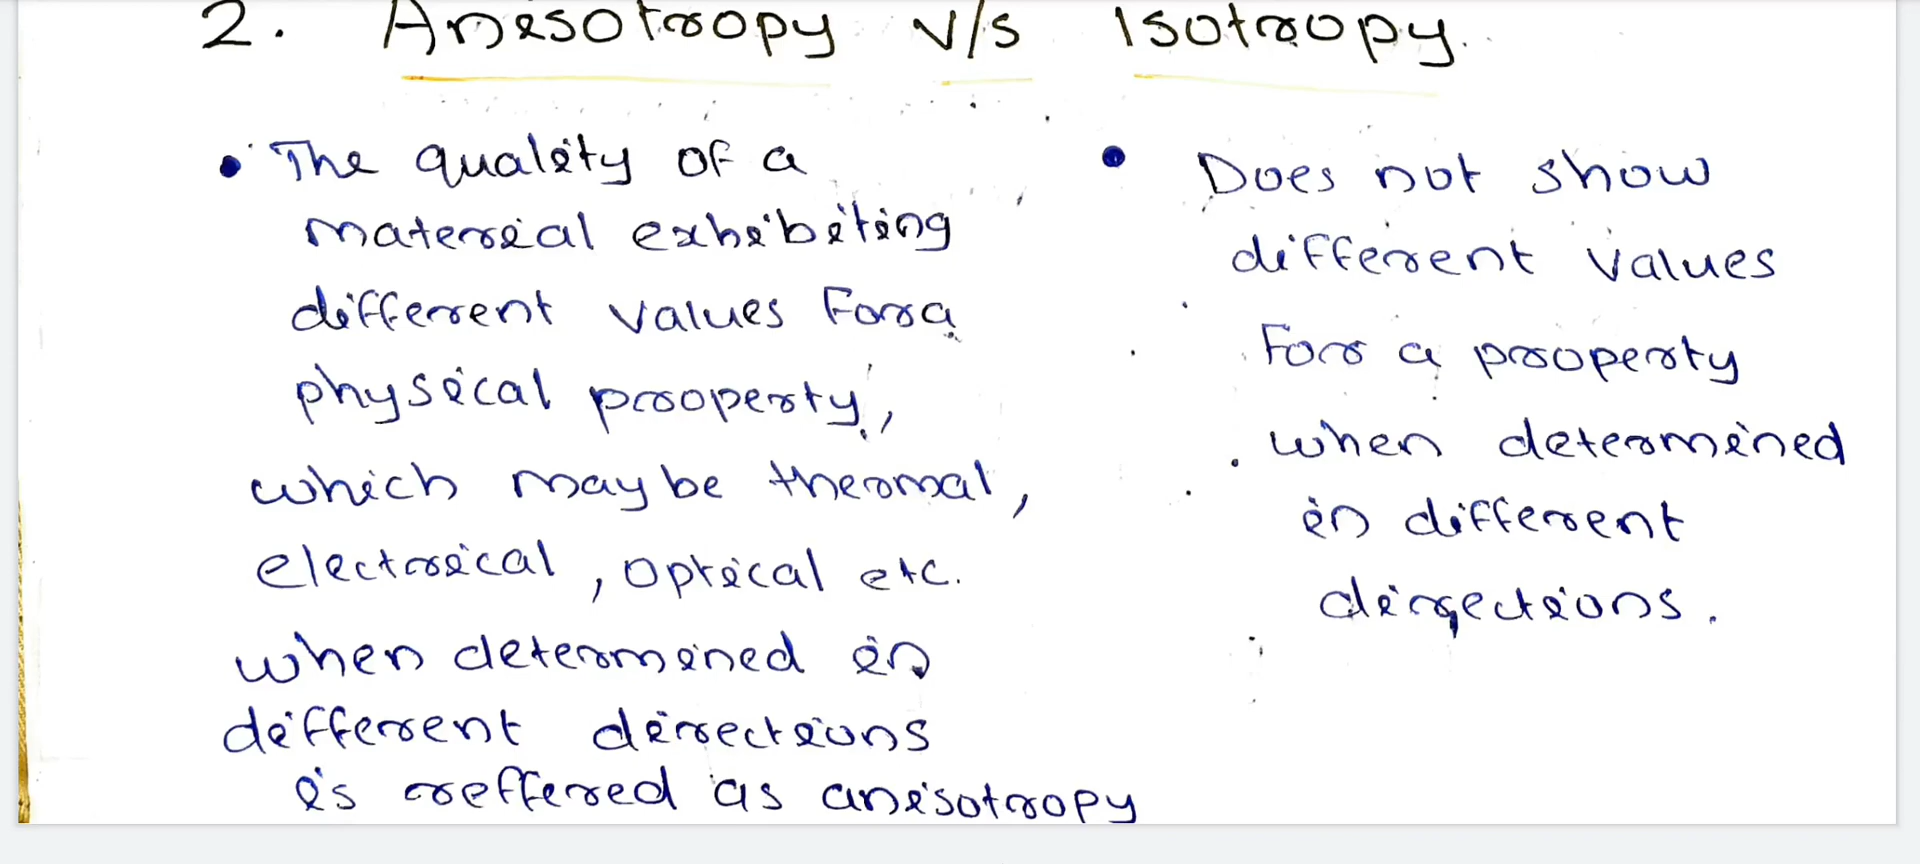 2. Anisotropy v/s Isotropy.
• The quality of a
material exhibiting
different values for a
physical property,
which may be thermal,
electrical, optical etc.
when determined in
different directions
is reffered as anisotropy
• Does not show
different values
For a property
when determined
in different
directions.